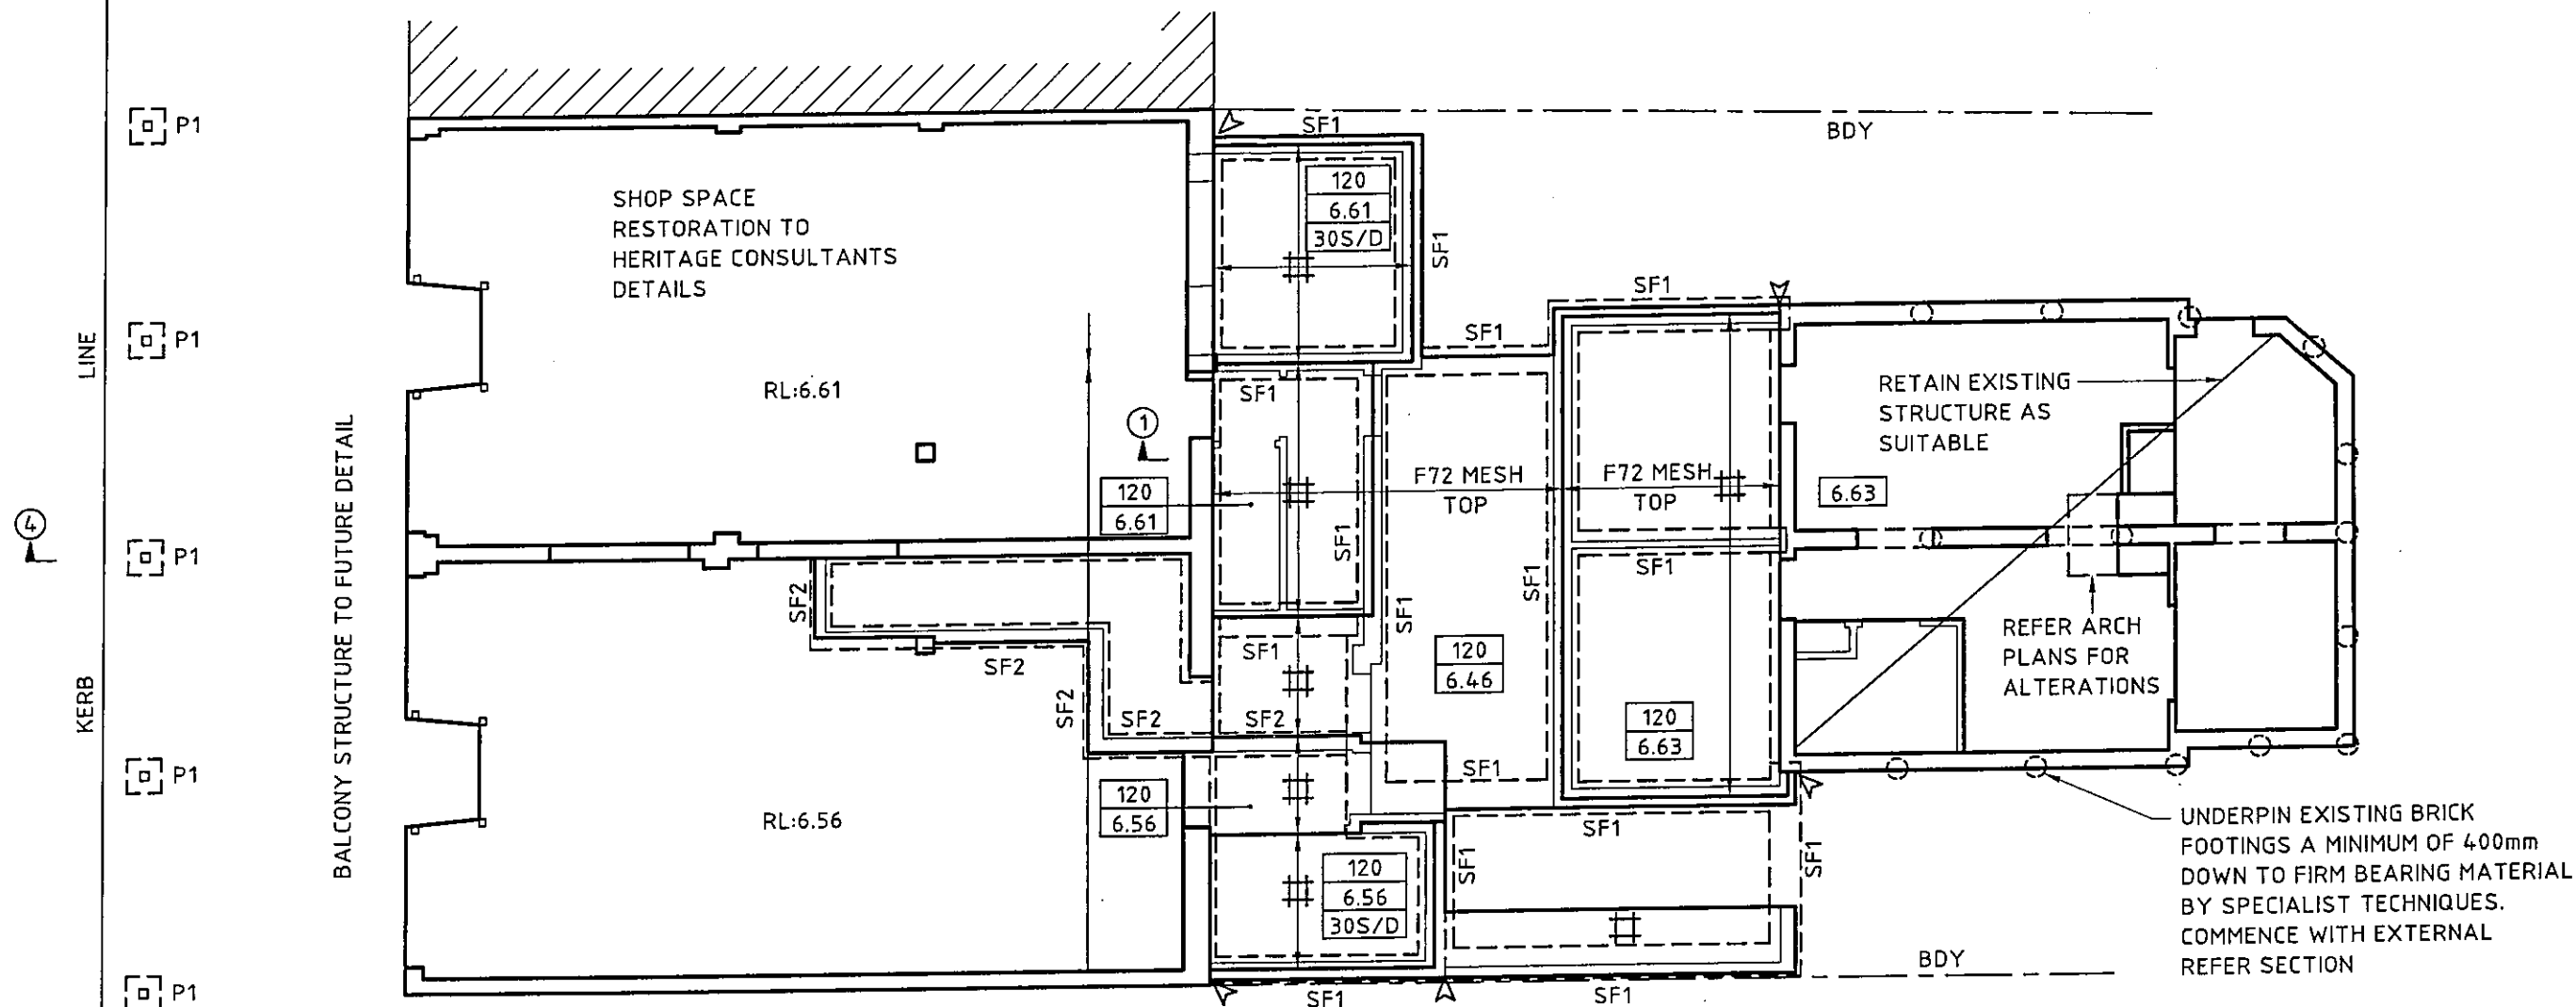 P1
SF1
BDY
120
6.61
30S/D
SHOP SPACE
RESTORATION TO
HERITAGE CONSULTANTS
DETAILS
SF1
SF1
SF1
P1
LINE
RL:6.61
SF1
RETAIN EXISTING
STRUCTURE AS
SUITABLE
1
F72 MESH
TOP
F72 MESH
TOP
6.63
120
6.61
4
BALCONY STRUCTURE TO FUTURE DETAIL
SF1
P1
SF1
SF1
SF2
SF1
REFER ARCH
PLANS FOR
ALTERATIONS
SF2
SF1
120
6.46
KERB
SF2
SF2
SF2
120
6.63
P1
SF1
120
6.56
RL:6.56
SF1
SF1
SF1
120
6.56
30S/D
UNDERPIN EXISTING BRICK
FOOTINGS A MINIMUM OF 400mm
DOWN TO FIRM BEARING MATERIAL
BY SPECIALIST TECHNIQUES.
COMMENCE WITH EXTERNAL
REFER SECTION
BDY
P1
SF1
SF1